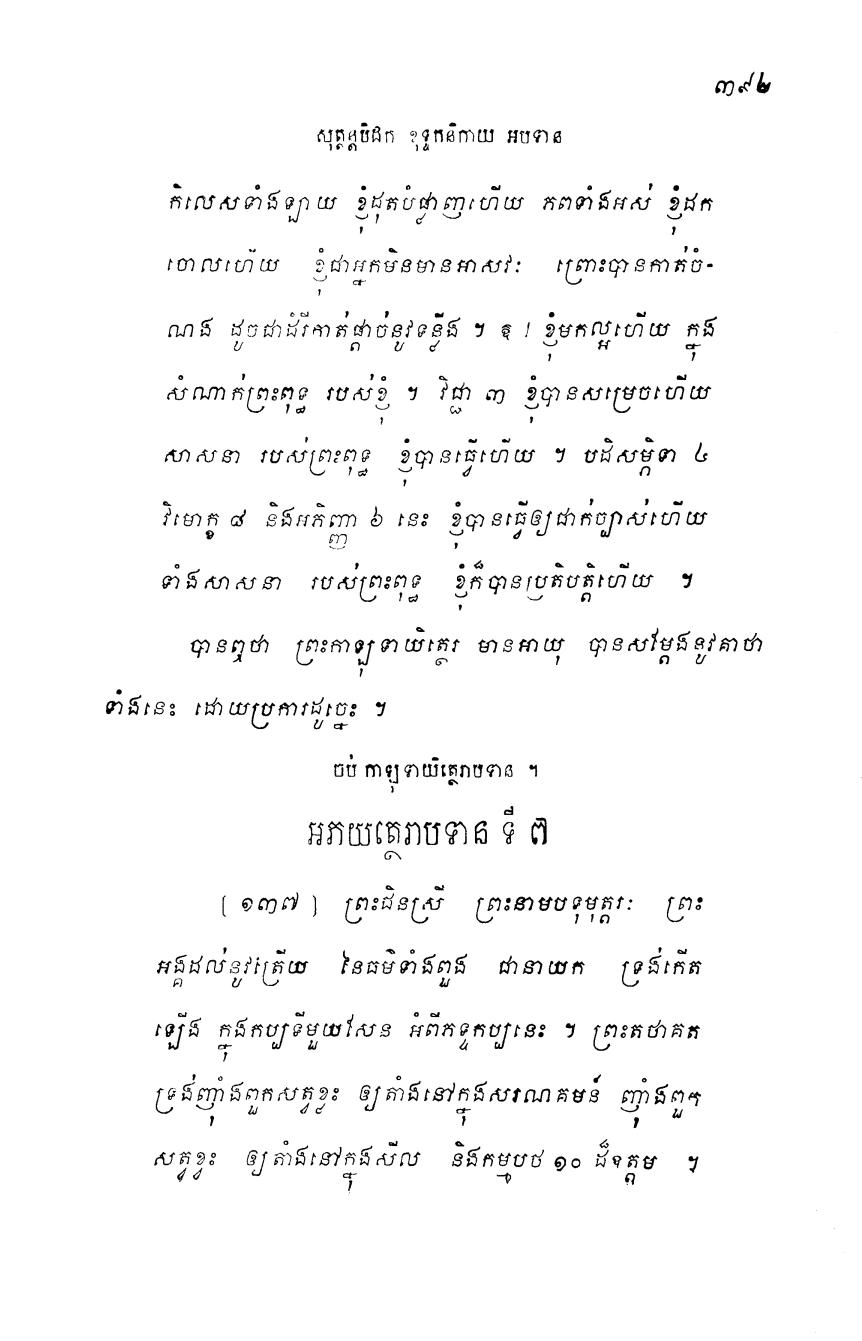 ៣៩២
សុត្តន្តបិដក ខុទ្ទកនិកាយ អបទាន
កិលេសទាំងឡាយ ខ្ញុំដុតបំផ្លាញហើយ ភពទាំងអស់ ខ្ញុំដក
ចោលហើយ ខ្ញុំជាអ្នកមិនមានអាសវៈ ព្រោះបានកាត់ចំ-
ណង ដូចជាដំរីកាត់ផ្តាច់នូវទន្លីង ។ ឱ ! ខ្ញុំមកល្អហើយ ក្នុង
សំណាក់ព្រះពុទ្ធ របស់ខ្ញុំ ។ វិជ្ជា ៣ ខ្ញុំបានសម្រេចហើយ
សាសនា របស់ព្រះពុទ្ធ ខ្ញុំបានធ្វើហើយ ។ បដិសម្ភិទា ៤
វិមោក្ខ ៨ និងអភិញ្ញា ៦ នេះ ខ្ញុំបានធ្វើឲ្យជាក់ច្បាស់ហើយ
ទាំងសាសនា របស់ព្រះពុទ្ធ ខ្ញុំក៏បានប្រតិបត្តិហើយ ។
បានឮថា ព្រះកាឡុទាយិត្ថេរ មានអាយុ បានសម្តែងនូវគាថា
ទាំងនេះ ដោយប្រការដូច្នេះ ។
ចប់ កាឡុទាយិត្ថេរាបទាន ។
អភយត្ថេរាបទាន ទី ៧
[ ១៣៧ ] ព្រះជិនស្រី ព្រះនាមបទុមុត្តរៈ ព្រះ
អង្គដល់នូវត្រើយ នៃធម៌ទាំងពួង ជានាយក ទ្រង់កើត
ឡើង ក្នុងកប្បទីមួយសែន អំពីភទ្ទកប្បនេះ ។ ព្រះតថាគត
ទ្រង់ញុំាងពួកសត្វខ្លះ ឲ្យតាំងនៅក្នុងសរណគមន៍ ញុំាងពួក
សត្វខ្លះ ឲ្យតាំងនៅក្នុងសីល និងកម្មបថ ១០ ដ៏ឧត្តម ។